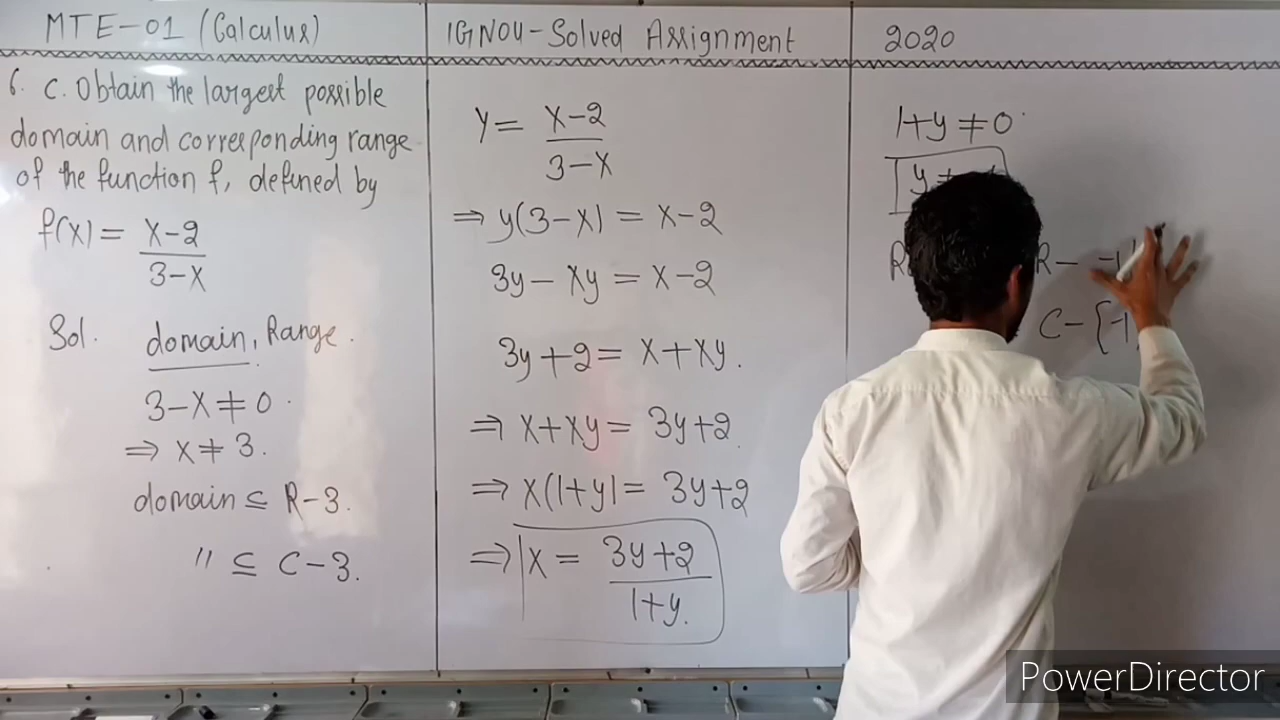 MTE-01 (Calculus)
IGNOU-Solved Assignment
2020
6. C. Obtain the largest possible
domain and corresponding range
of the function f, defined by
f(x) = x-2
3-x
Sol. domain, Range.
3-x ≠ 0.
⇒ x ≠ 3.
domain ⊆ R-3.
" ⊆ C-3.
y = x-2
3-x
⇒ y(3-x) = x-2
3y - xy = x-2
3y+2 = x+xy.
⇒ x+xy = 3y+2
⇒ x(1+y) = 3y+2
⇒ x = 3y+2
1+y.
1+y ≠ 0.
y ≠
R R - -1
C - {-1
PowerDirector